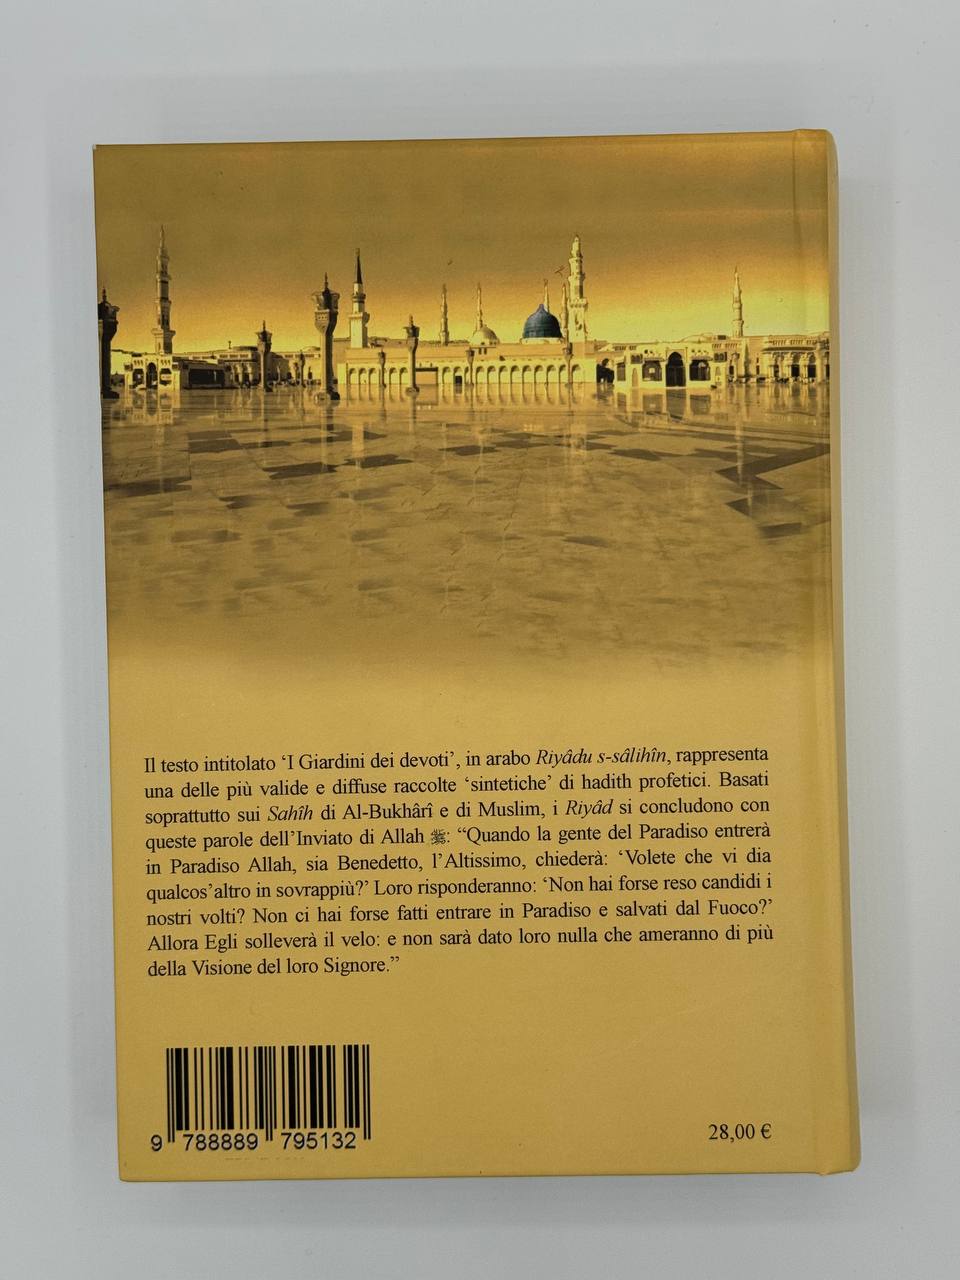 Il testo intitolato ‘I Giardini dei devoti’, in arabo Riyâdu s-sâlihîn, rappresenta
una delle più valide e diffuse raccolte ‘sintetiche’ di hadith profetici. Basati
soprattutto sui Sahîh di Al-Bukhârî e di Muslim, i Riyâd si concludono con
queste parole dell’Inviato di Allah ﷺ: “Quando la gente del Paradiso entrerà
in Paradiso Allah, sia Benedetto, l’Altissimo, chiederà: ‘Volete che vi dia
qualcos’altro in sovrappiù?’ Loro risponderanno: ‘Non hai forse reso candidi i
nostri volti? Non ci hai forse fatti entrare in Paradiso e salvati dal Fuoco?’
Allora Egli solleverà il velo: e non sarà dato loro nulla che ameranno di più
della Visione del loro Signore.”
9 788889 795132
28,00 €